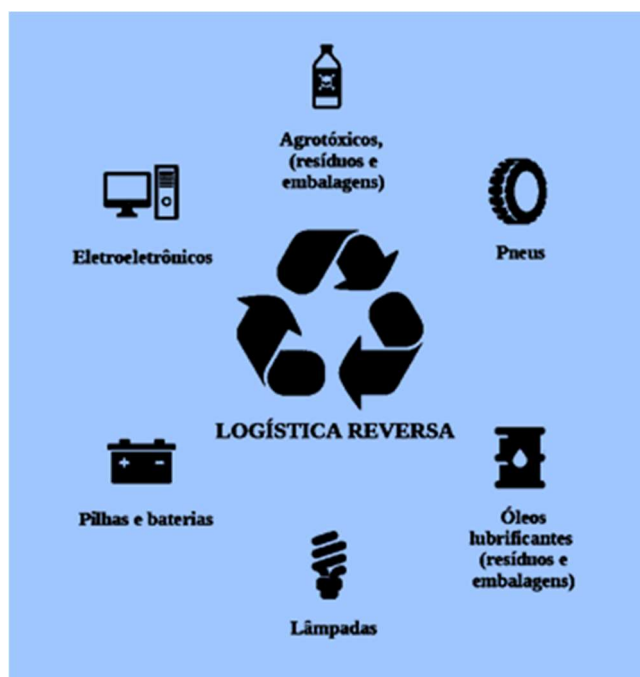 Agrotóxicos,
(resíduos e
embalagens)
Eletroeletrônicos
Pneus
LOGÍSTICA REVERSA
Pilhas e baterias
Óleos
lubrificantes
(resíduos e
embalagens)
Lâmpadas